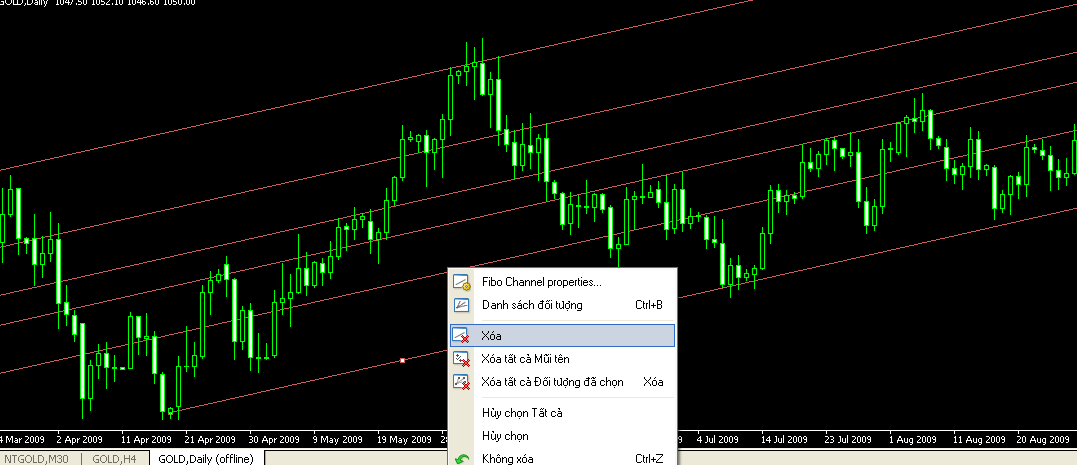 GOLD,Daily 1047.50 1052.10 1046.60 1050.00
Fibo Channel properties...
Danh sách đối tượng Ctrl+B
Xóa
Xóa tất cả Mũi tên
Xóa tất cả Đối tượng đã chọn Xóa
Hủy chọn Tất cả
Hủy chọn
Không xóa Ctrl+Z
4 Mar 2009 2 Apr 2009 11 Apr 2009 21 Apr 2009 30 Apr 2009 9 May 2009 19 May 2009 28 2009 4 Jul 2009 14 Jul 2009 23 Jul 2009 1 Aug 2009 11 Aug 2009 20 Aug 2009
NTGOLD,M30 GOLD,H4 GOLD,Daily (offline)